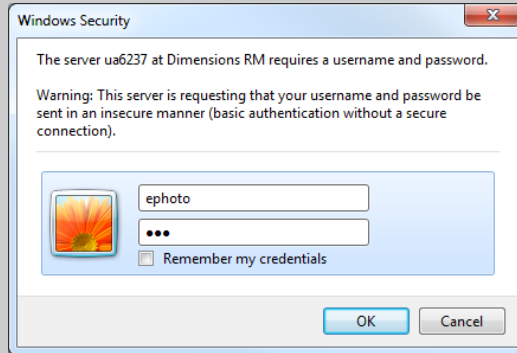 Windows Security
The server ua6237 at Dimensions RM requires a username and password.
Warning: This server is requesting that your username and password be
sent in an insecure manner (basic authentication without a secure
connection).
ephoto
●●●
Remember my credentials
OK
Cancel